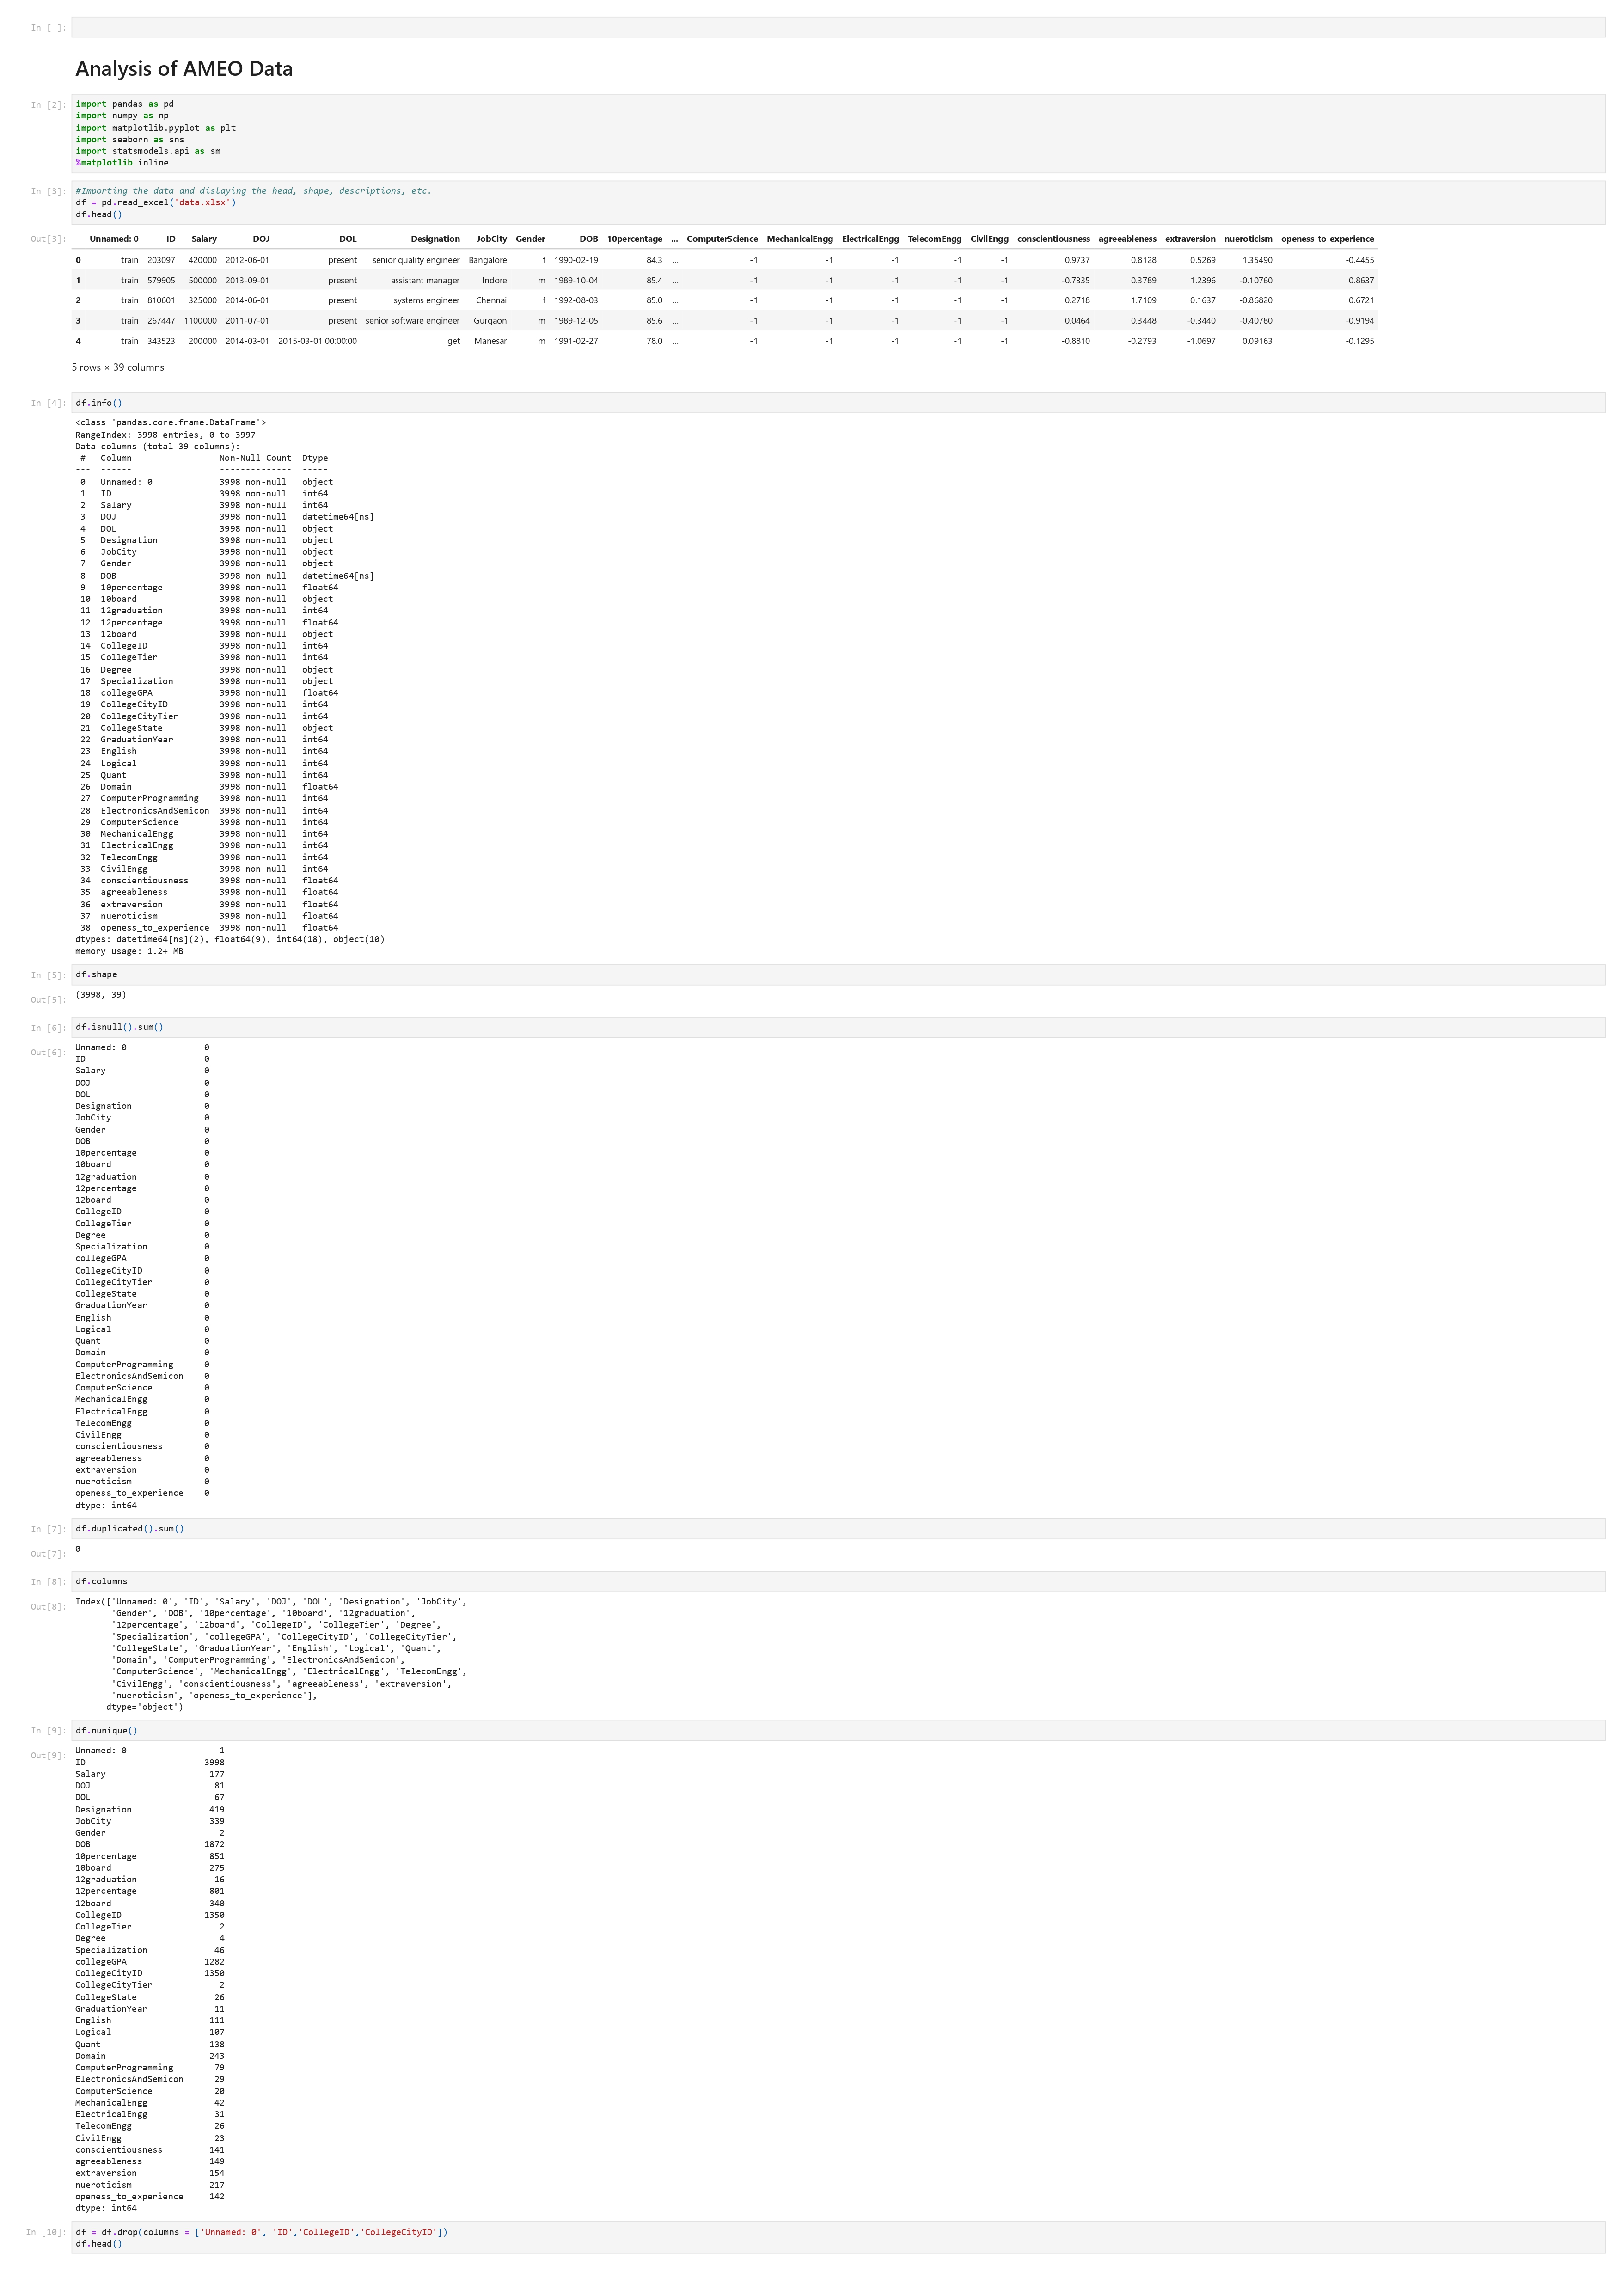 In [ ]:
Analysis of AMEO Data
In [2]:
import pandas as pd
import numpy as np
import matplotlib.pyplot as plt
import seaborn as sns
import statsmodels.api as sm
%matplotlib inline
In [3]:
#Importing the data and dislaying the head, shape, descriptions, etc.
df = pd.read_excel('data.xlsx')
df.head()
Out[3]:
Unnamed: 0 ID Salary DOJ DOL Designation JobCity Gender DOB 10percentage ... ComputerScience MechanicalEngg ElectricalEngg TelecomEngg CivilEngg conscientiousness agreeableness extraversion nueroticism openess_to_experience
0 train 203097 420000 2012-06-01 present senior quality engineer Bangalore f 1990-02-19 84.3 ... -1 -1 -1 -1 -1 0.9737 0.8128 0.5269 1.35490 -0.4455
1 train 579905 500000 2013-09-01 present assistant manager Indore m 1989-10-04 85.4 ... -1 -1 -1 -1 -1 -0.7335 0.3789 1.2396 -0.10760 0.8637
2 train 810601 325000 2014-06-01 present systems engineer Chennai f 1992-08-03 85.0 ... -1 -1 -1 -1 -1 0.2718 1.7109 0.1637 -0.86820 0.6721
3 train 267447 1100000 2011-07-01 present senior software engineer Gurgaon m 1989-12-05 85.6 ... -1 -1 -1 -1 -1 0.0464 0.3448 -0.3440 -0.40780 -0.9194
4 train 343523 200000 2014-03-01 2015-03-01 00:00:00 get Manesar m 1991-02-27 78.0 ... -1 -1 -1 -1 -1 -0.8810 -0.2793 -1.0697 0.09163 -0.1295
5 rows × 39 columns
In [4]:
df.info()
<class 'pandas.core.frame.DataFrame'>
RangeIndex: 3998 entries, 0 to 3997
Data columns (total 39 columns):
# Column Non-Null Count Dtype
--- ------ -------------- -----
0 Unnamed: 0 3998 non-null object
1 ID 3998 non-null int64
2 Salary 3998 non-null int64
3 DOJ 3998 non-null datetime64[ns]
4 DOL 3998 non-null object
5 Designation 3998 non-null object
6 JobCity 3998 non-null object
7 Gender 3998 non-null object
8 DOB 3998 non-null datetime64[ns]
9 10percentage 3998 non-null float64
10 10board 3998 non-null object
11 12graduation 3998 non-null int64
12 12percentage 3998 non-null float64
13 12board 3998 non-null object
14 CollegeID 3998 non-null int64
15 CollegeTier 3998 non-null int64
16 Degree 3998 non-null object
17 Specialization 3998 non-null object
18 collegeGPA 3998 non-null float64
19 CollegeCityID 3998 non-null int64
20 CollegeCityTier 3998 non-null int64
21 CollegeState 3998 non-null object
22 GraduationYear 3998 non-null int64
23 English 3998 non-null int64
24 Logical 3998 non-null int64
25 Quant 3998 non-null int64
26 Domain 3998 non-null float64
27 ComputerProgramming 3998 non-null int64
28 ElectronicsAndSemicon 3998 non-null int64
29 ComputerScience 3998 non-null int64
30 MechanicalEngg 3998 non-null int64
31 ElectricalEngg 3998 non-null int64
32 TelecomEngg 3998 non-null int64
33 CivilEngg 3998 non-null int64
34 conscientiousness 3998 non-null float64
35 agreeableness 3998 non-null float64
36 extraversion 3998 non-null float64
37 nueroticism 3998 non-null float64
38 openess_to_experience 3998 non-null float64
dtypes: datetime64[ns](2), float64(9), int64(18), object(10)
memory usage: 1.2+ MB
In [5]:
df.shape
Out[5]:
(3998, 39)
In [6]:
df.isnull().sum()
Out[6]:
Unnamed: 0 0
ID 0
Salary 0
DOJ 0
DOL 0
Designation 0
JobCity 0
Gender 0
DOB 0
10percentage 0
10board 0
12graduation 0
12percentage 0
12board 0
CollegeID 0
CollegeTier 0
Degree 0
Specialization 0
collegeGPA 0
CollegeCityID 0
CollegeCityTier 0
CollegeState 0
GraduationYear 0
English 0
Logical 0
Quant 0
Domain 0
ComputerProgramming 0
ElectronicsAndSemicon 0
ComputerScience 0
MechanicalEngg 0
ElectricalEngg 0
TelecomEngg 0
CivilEngg 0
conscientiousness 0
agreeableness 0
extraversion 0
nueroticism 0
openess_to_experience 0
dtype: int64
In [7]:
df.duplicated().sum()
Out[7]:
0
In [8]:
df.columns
Out[8]:
Index(['Unnamed: 0', 'ID', 'Salary', 'DOJ', 'DOL', 'Designation', 'JobCity',
'Gender', 'DOB', '10percentage', '10board', '12graduation',
'12percentage', '12board', 'CollegeID', 'CollegeTier', 'Degree',
'Specialization', 'collegeGPA', 'CollegeCityID', 'CollegeCityTier',
'CollegeState', 'GraduationYear', 'English', 'Logical', 'Quant',
'Domain', 'ComputerProgramming', 'ElectronicsAndSemicon',
'ComputerScience', 'MechanicalEngg', 'ElectricalEngg', 'TelecomEngg',
'CivilEngg', 'conscientiousness', 'agreeableness', 'extraversion',
'nueroticism', 'openess_to_experience'],
dtype='object')
In [9]:
df.nunique()
Out[9]:
Unnamed: 0 1
ID 3998
Salary 177
DOJ 81
DOL 67
Designation 419
JobCity 339
Gender 2
DOB 1872
10percentage 851
10board 275
12graduation 16
12percentage 801
12board 340
CollegeID 1350
CollegeTier 2
Degree 4
Specialization 46
collegeGPA 1282
CollegeCityID 1350
CollegeCityTier 2
CollegeState 26
GraduationYear 11
English 111
Logical 107
Quant 138
Domain 243
ComputerProgramming 79
ElectronicsAndSemicon 29
ComputerScience 20
MechanicalEngg 42
ElectricalEngg 31
TelecomEngg 26
CivilEngg 23
conscientiousness 141
agreeableness 149
extraversion 154
nueroticism 217
openess_to_experience 142
dtype: int64
In [10]:
df = df.drop(columns = ['Unnamed: 0', 'ID','CollegeID','CollegeCityID'])
df.head()